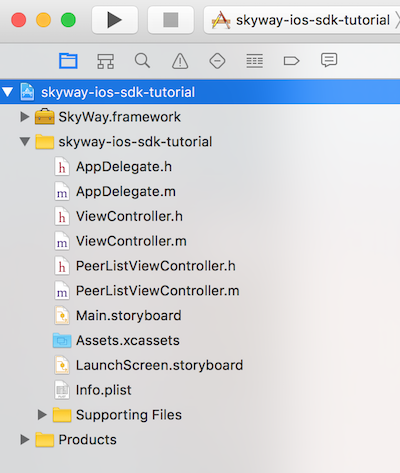 skyway-ios-sdk-tutorial
skyway-ios-sdk-tutorial
SkyWay.framework
skyway-ios-sdk-tutorial
h AppDelegate.h
m AppDelegate.m
h ViewController.h
m ViewController.m
h PeerListViewController.h
m PeerListViewController.m
Main.storyboard
Assets.xcassets
LaunchScreen.storyboard
Info.plist
Supporting Files
Products